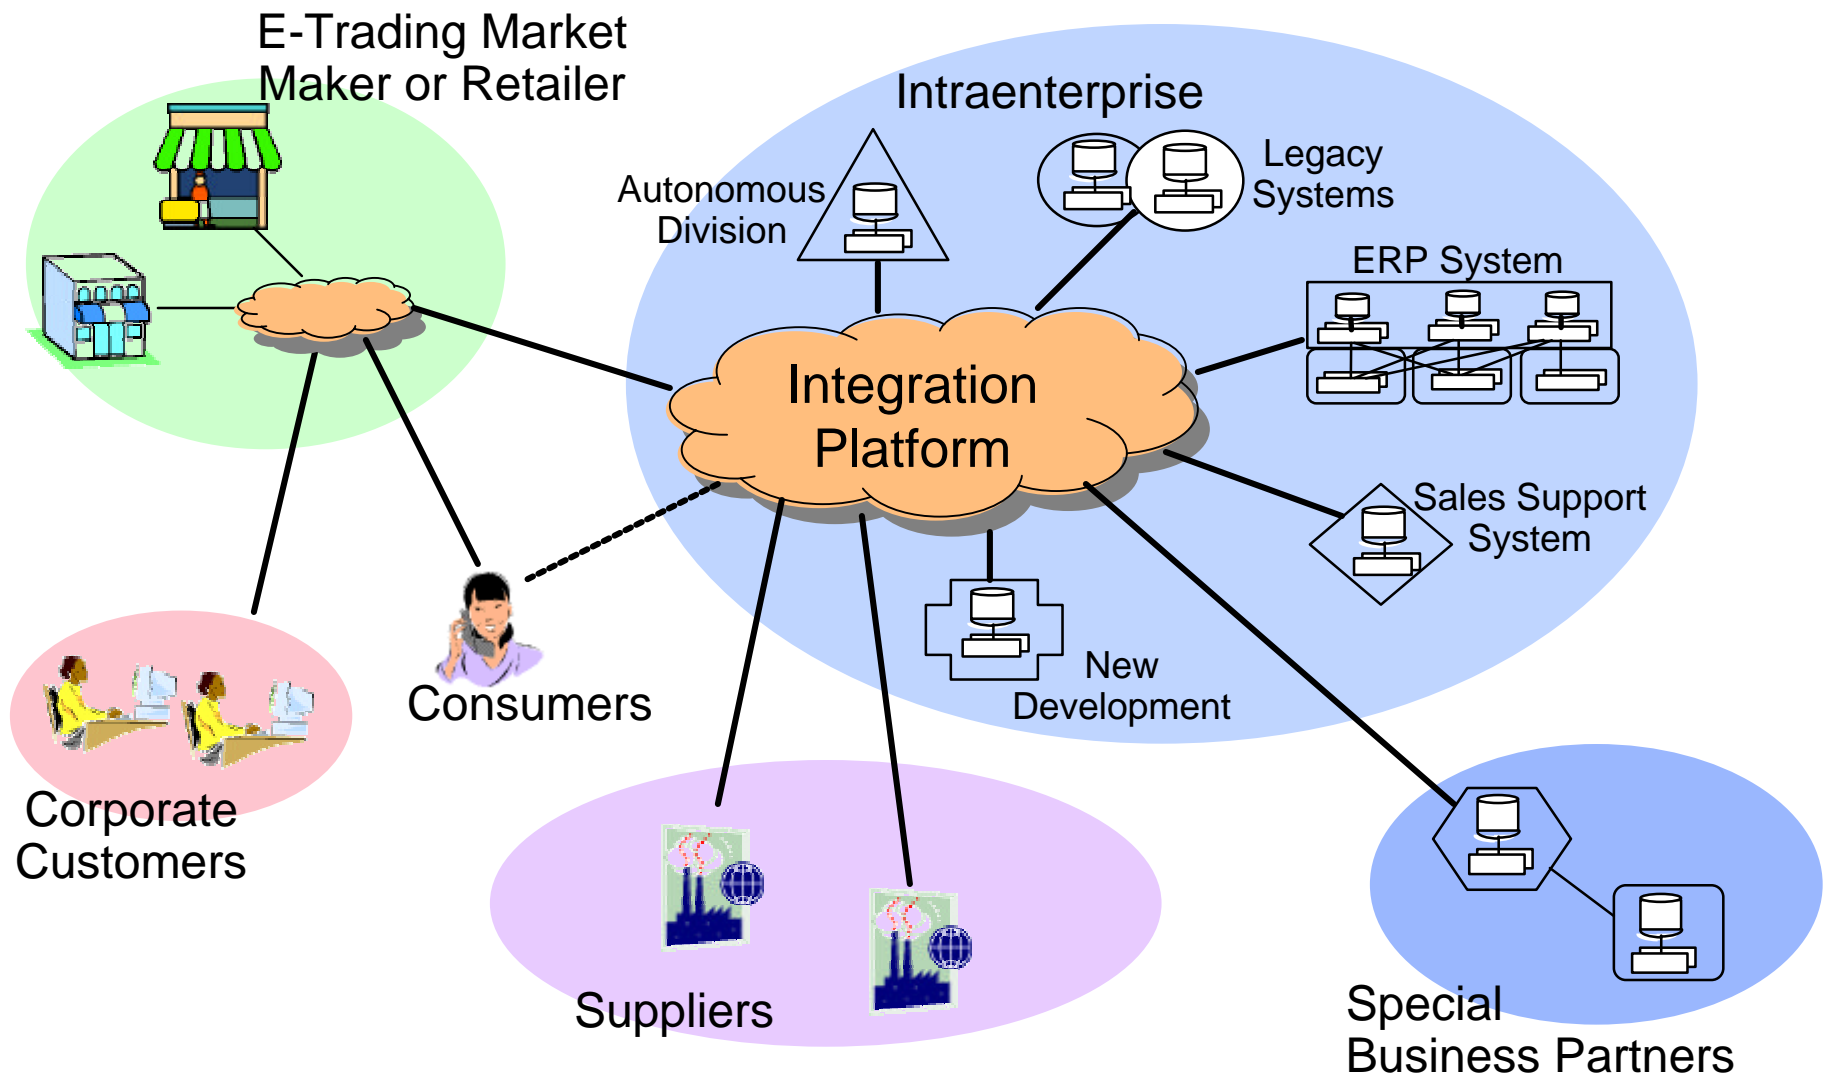 E-Trading Market
Maker or Retailer
Intraenterprise
Autonomous
Division
Legacy
Systems
ERP System
Integration
Platform
Sales Support
System
New
Development
Consumers
Corporate
Customers
Suppliers
Special
Business Partners